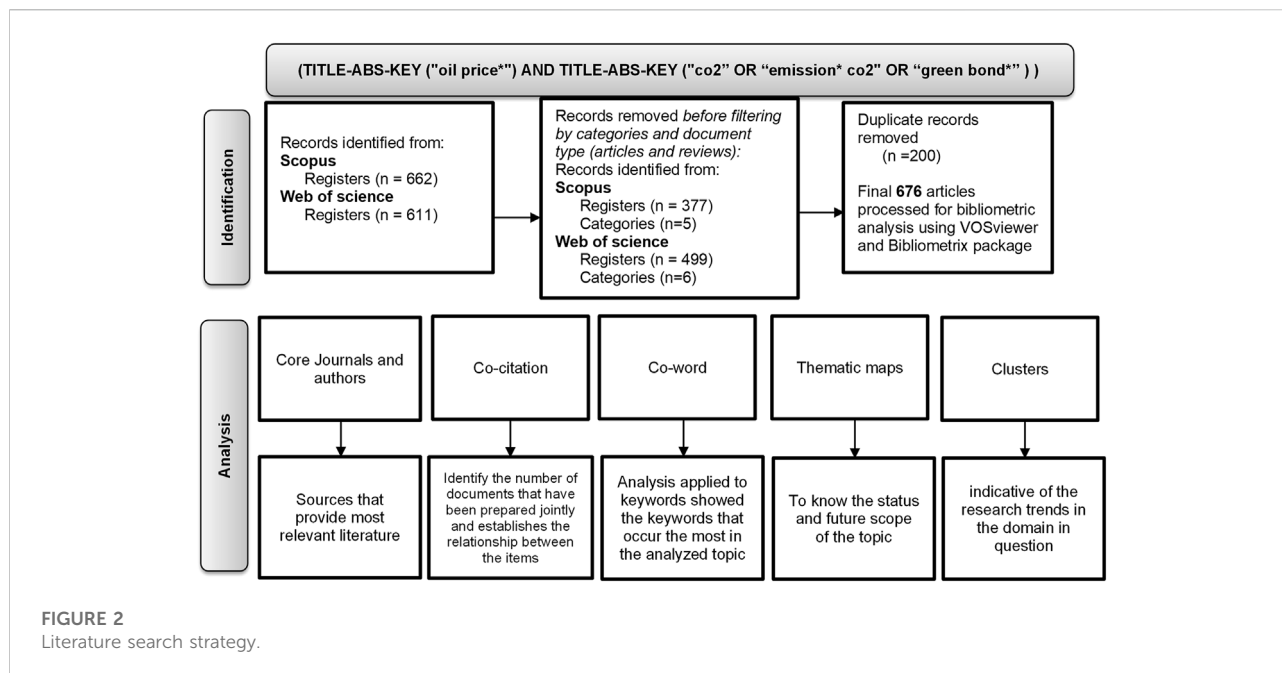 (TITLE-ABS-KEY ("oil price*") AND TITLE-ABS-KEY ("co2” OR “emission* co2" OR “green bond*” ) )
Identification
Records identified from:
Scopus
Registers (n = 662)
Web of science
Registers (n = 611)
Records removed before filtering
by categories and document
type (articles and reviews):
Records identified from:
Scopus
Registers (n = 377)
Categories (n=5)
Web of science
Registers (n = 499)
Categories (n=6)
Duplicate records
removed
(n =200)
Final 676 articles
processed for bibliometric
analysis using VOSviewer
and Bibliometrix package
Analysis
Core Journals and
authors
Co-citation
Co-word
Thematic maps
Clusters
Sources that
provide most
relevant literature
Identify the number of
documents that have
been prepared jointly
and establishes the
relationship between
the items
Analysis applied to
keywords showed
the keywords that
occur the most in
the analyzed topic
To know the status
and future scope
of the topic
indicative of the
research trends in
the domain in
question
FIGURE 2
Literature search strategy.